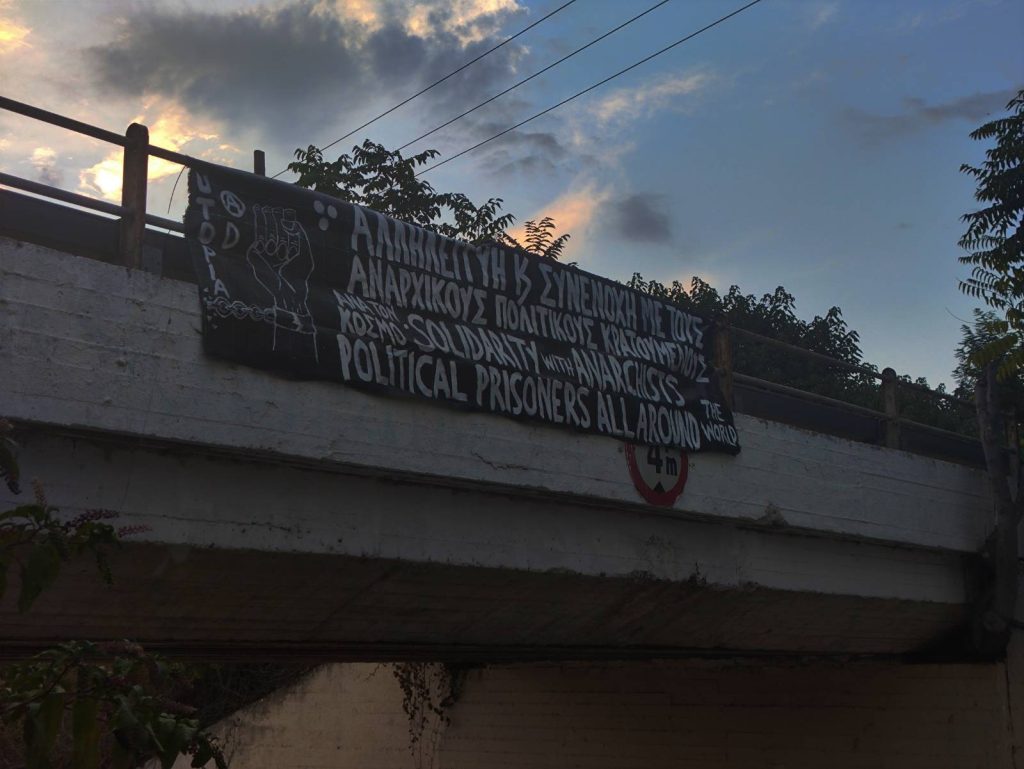 UTOPIA
A
D
ΑΛΛΗΛΕΓΓΥΗ & ΣΥΝΕΝΟΧΗ ΜΕ ΤΟΥΣ
ΑΝΑΡΧΙΚΟΥΣ ΠΟΛΙΤΙΚΟΥΣ ΚΡΑΤΟΥΜΕΝΟΥΣ
ΑΝΑ ΤΟΝ
ΚΟΣΜΟ - SOLIDARITY WITH ANARCHISTS
POLITICAL PRISONERS ALL AROUND THE WORLD
4m